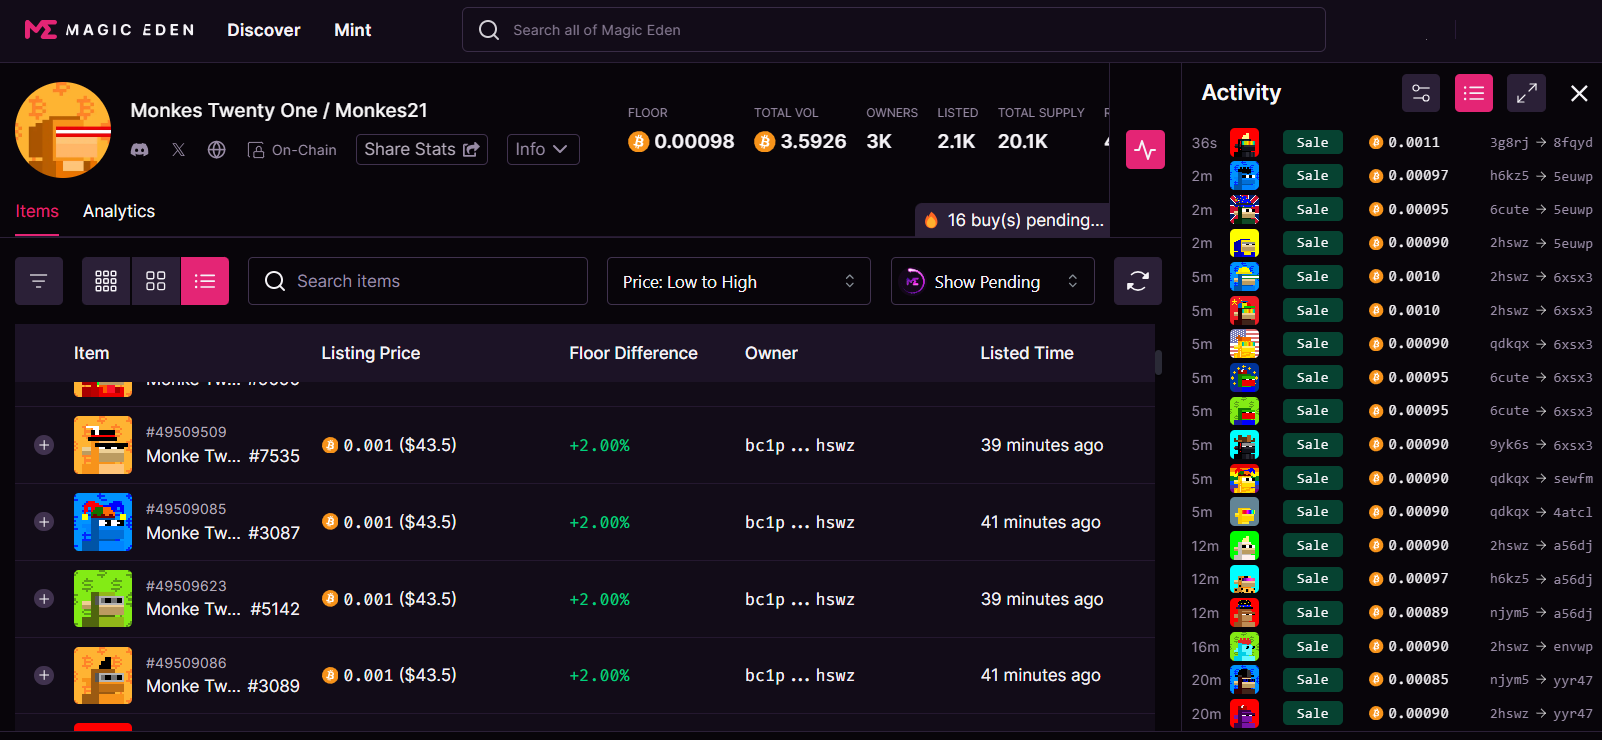 MAGIC EDEN Discover Mint Search all of Magic Eden
Monkes Twenty One / Monkes21
On-Chain Share Stats Info
FLOOR TOTAL VOL OWNERS LISTED TOTAL SUPPLY
0.00098 3.5926 3K 2.1K 20.1K
Items Analytics
16 buy(s) pending...
Search items Price: Low to High Show Pending
Item Listing Price Floor Difference Owner Listed Time
#49509509
Monke Tw... #7535 0.001 ($43.5) +2.00% bc1p ... hswz 39 minutes ago
#49509085
Monke Tw... #3087 0.001 ($43.5) +2.00% bc1p ... hswz 41 minutes ago
#49509623
Monke Tw... #5142 0.001 ($43.5) +2.00% bc1p ... hswz 39 minutes ago
#49509086
Monke Tw... #3089 0.001 ($43.5) +2.00% bc1p ... hswz 41 minutes ago
Activity
36s Sale 0.0011 3g8rj → 8fqyd
2m Sale 0.00097 h6kz5 → 5euwp
2m Sale 0.00095 6cute → 5euwp
2m Sale 0.00090 2hswz → 5euwp
5m Sale 0.0010 2hswz → 6xsx3
5m Sale 0.0010 2hswz → 6xsx3
5m Sale 0.00090 qdkqx → 6xsx3
5m Sale 0.00095 6cute → 6xsx3
5m Sale 0.00095 6cute → 6xsx3
5m Sale 0.00090 9yk6s → 6xsx3
5m Sale 0.00090 qdkqx → sewfm
5m Sale 0.00090 qdkqx → 4atcl
12m Sale 0.00090 2hswz → a56dj
12m Sale 0.00097 h6kz5 → a56dj
12m Sale 0.00089 njym5 → a56dj
16m Sale 0.00090 2hswz → envwp
20m Sale 0.00085 njym5 → yyr47
20m Sale 0.00090 2hswz → yyr47